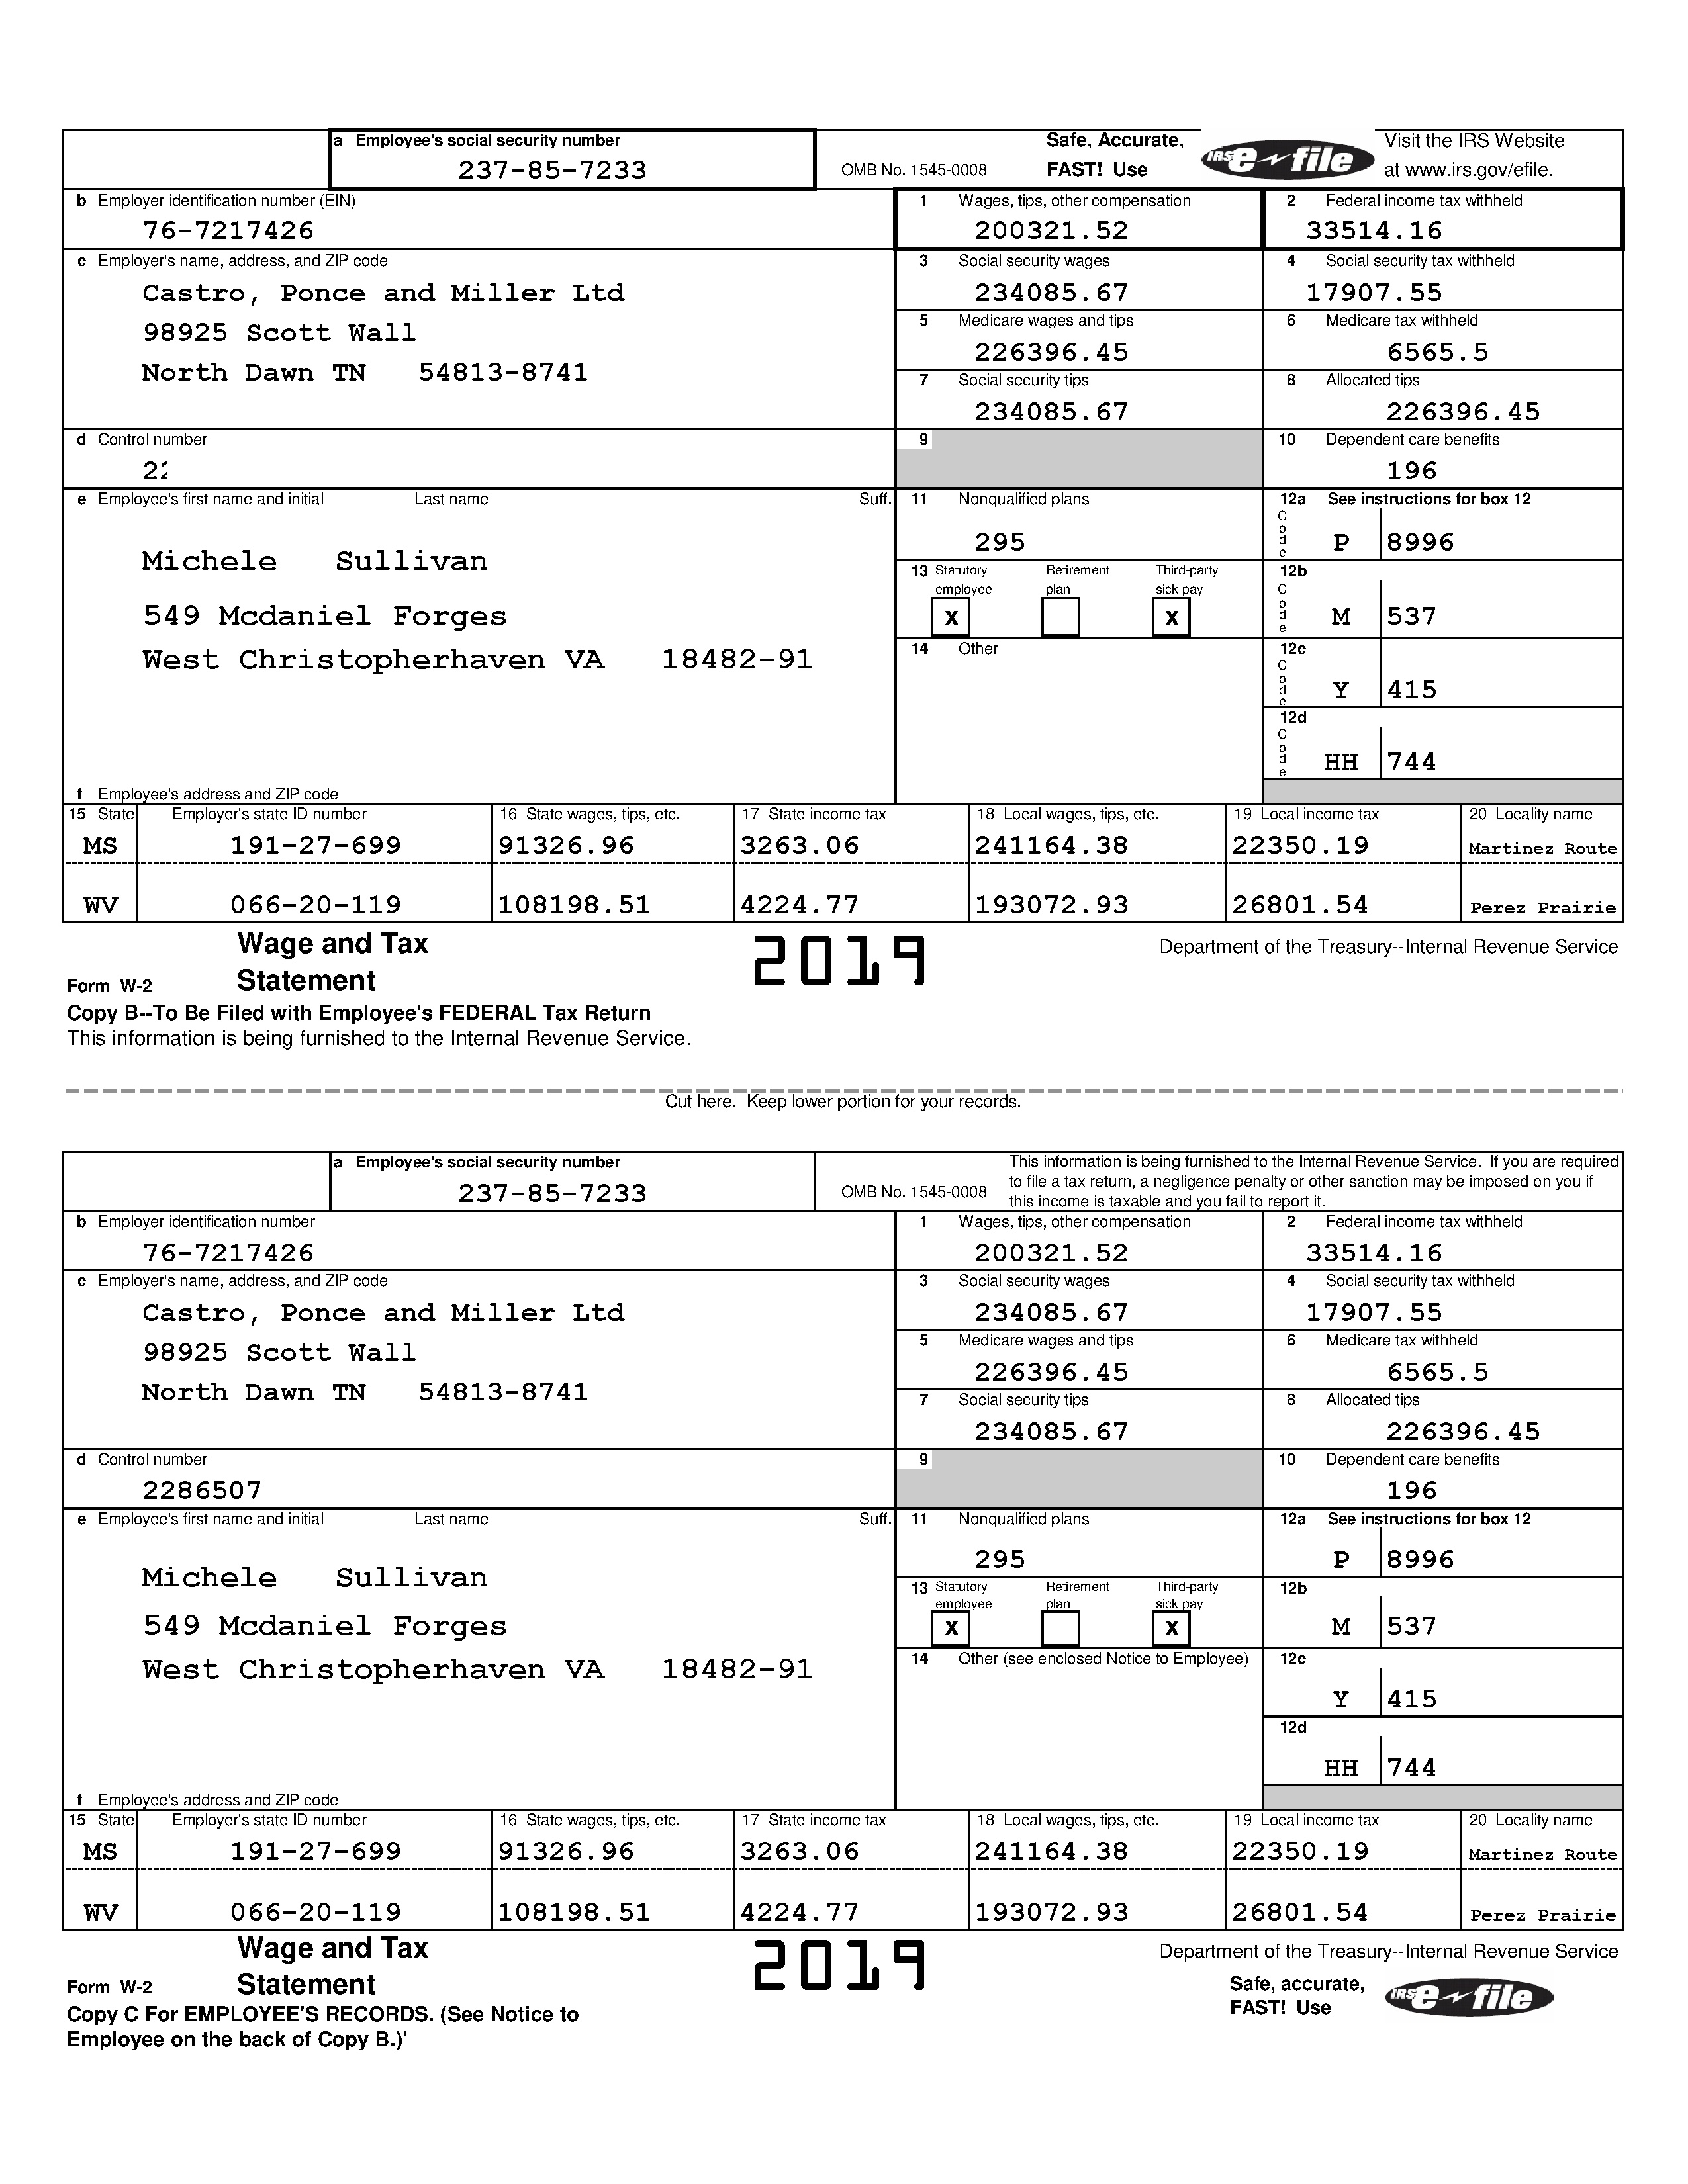 a Employee's social security number
237-85-7233
OMB No. 1545-0008
Safe, Accurate,
FAST! Use
IRS e file
Visit the IRS Website
at www.irs.gov/efile.
b Employer identification number (EIN)
76-7217426
1 Wages, tips, other compensation
200321.52
2 Federal income tax withheld
33514.16
c Employer's name, address, and ZIP code
Castro, Ponce and Miller Ltd
98925 Scott Wall
North Dawn TN 54813-8741
3 Social security wages
234085.67
4 Social security tax withheld
17907.55
5 Medicare wages and tips
226396.45
6 Medicare tax withheld
6565.5
7 Social security tips
234085.67
8 Allocated tips
226396.45
d Control number
9
10 Dependent care benefits
196
e Employee's first name and initial Last name Suff.
Michele Sullivan
549 Mcdaniel Forges
West Christopherhaven VA 18482-91
f Employee's address and ZIP code
11 Nonqualified plans
295
12a See instructions for box 12
Code P 8996
13 Statutory employee Retirement plan Third-party sick pay
X X
12b
Code M 537
14 Other
12c
Code Y 415
12d
Code HH 744
15 State Employer's state ID number 16 State wages, tips, etc. 17 State income tax 18 Local wages, tips, etc. 19 Local income tax 20 Locality name
MS 191-27-699 91326.96 3263.06 241164.38 22350.19 Martinez Route
WV 066-20-119 108198.51 4224.77 193072.93 26801.54 Perez Prairie
Form W-2 Wage and Tax Statement
2019
Department of the Treasury--Internal Revenue Service
Copy B--To Be Filed with Employee's FEDERAL Tax Return
This information is being furnished to the Internal Revenue Service.
Cut here. Keep lower portion for your records.
a Employee's social security number
237-85-7233
OMB No. 1545-0008
This information is being furnished to the Internal Revenue Service. If you are required
to file a tax return, a negligence penalty or other sanction may be imposed on you if
this income is taxable and you fail to report it.
b Employer identification number
76-7217426
1 Wages, tips, other compensation
200321.52
2 Federal income tax withheld
33514.16
c Employer's name, address, and ZIP code
Castro, Ponce and Miller Ltd
98925 Scott Wall
North Dawn TN 54813-8741
3 Social security wages
234085.67
4 Social security tax withheld
17907.55
5 Medicare wages and tips
226396.45
6 Medicare tax withheld
6565.5
7 Social security tips
234085.67
8 Allocated tips
226396.45
d Control number
2286507
9
10 Dependent care benefits
196
e Employee's first name and initial Last name Suff.
Michele Sullivan
549 Mcdaniel Forges
West Christopherhaven VA 18482-91
f Employee's address and ZIP code
11 Nonqualified plans
295
12a See instructions for box 12
P 8996
13 Statutory employee Retirement plan Third-party sick pay
X X
12b
M 537
14 Other (see enclosed Notice to Employee)
12c
Y 415
12d
HH 744
15 State Employer's state ID number 16 State wages, tips, etc. 17 State income tax 18 Local wages, tips, etc. 19 Local income tax 20 Locality name
MS 191-27-699 91326.96 3263.06 241164.38 22350.19 Martinez Route
WV 066-20-119 108198.51 4224.77 193072.93 26801.54 Perez Prairie
Form W-2 Wage and Tax Statement
2019
Department of the Treasury--Internal Revenue Service
Safe, accurate,
FAST! Use
IRS e file
Copy C For EMPLOYEE'S RECORDS. (See Notice to
Employee on the back of Copy B.)'